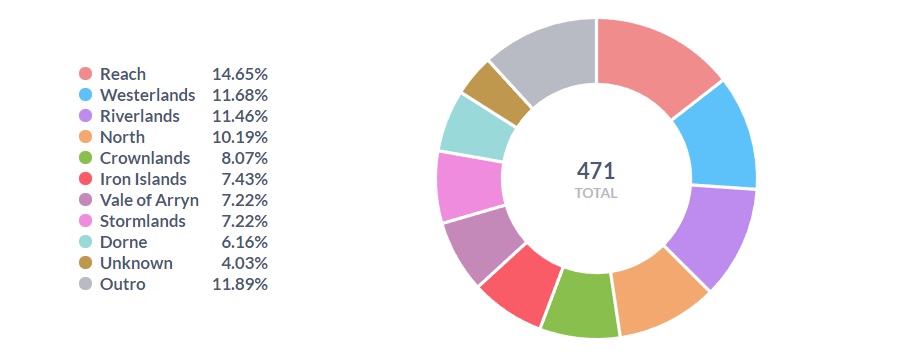 Reach 14.65%
Westerlands 11.68%
Riverlands 11.46%
North 10.19%
Crownlands 8.07%
Iron Islands 7.43%
Vale of Arryn 7.22%
Stormlands 7.22%
Dorne 6.16%
Unknown 4.03%
Outro 11.89%
471
TOTAL